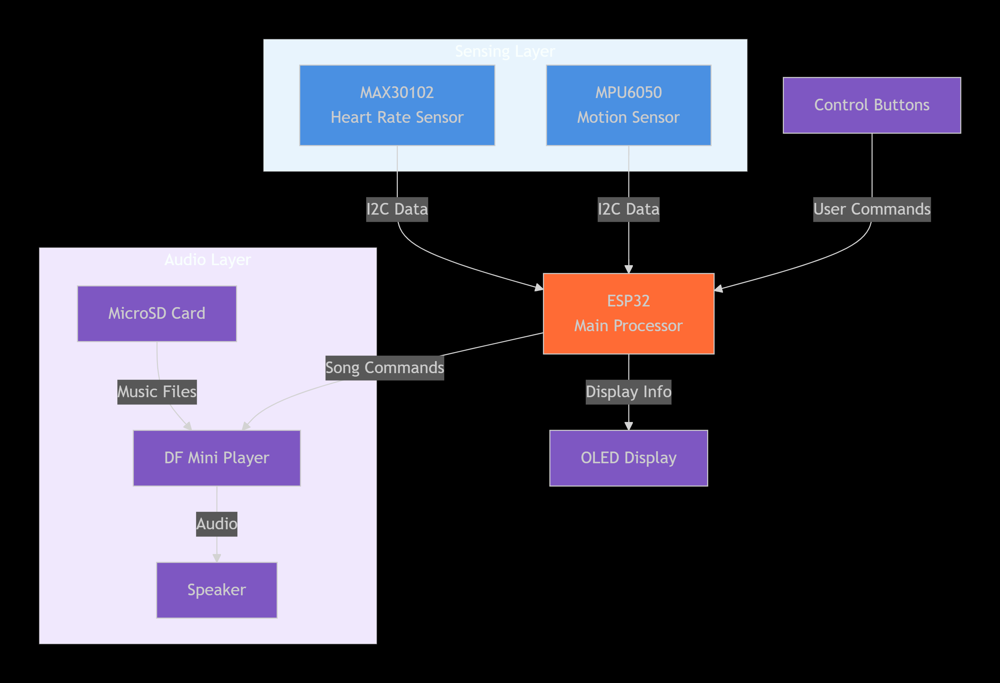 Sensing Layer
MAX30102
Heart Rate Sensor
MPU6050
Motion Sensor
Control Buttons
I2C Data
I2C Data
User Commands
Audio Layer
MicroSD Card
ESP32
Main Processor
Song Commands
Music Files
Display Info
DF Mini Player
OLED Display
Audio
Speaker